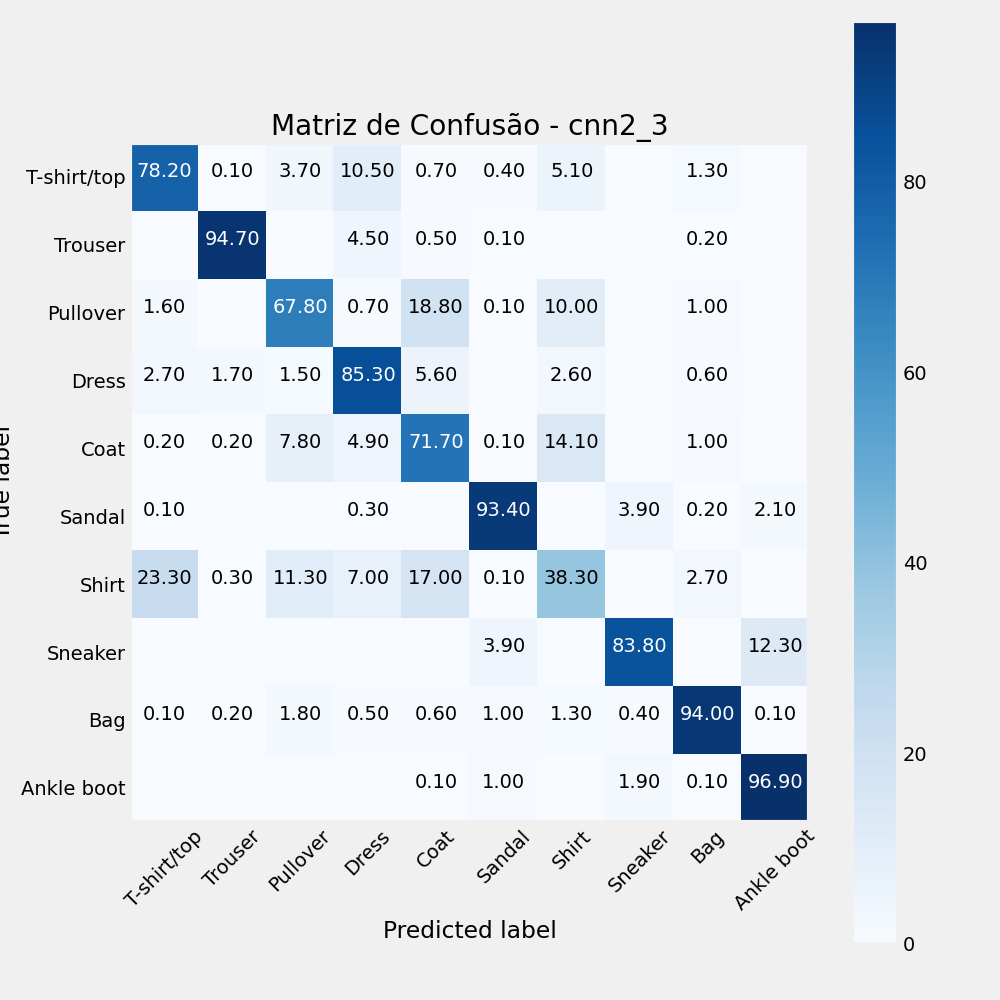 Matriz de Confusão - cnn2_3
T-shirt/top 78.20 0.10 3.70 10.50 0.70 0.40 5.10 1.30
Trouser 94.70 4.50 0.50 0.10 0.20
Pullover 1.60 67.80 0.70 18.80 0.10 10.00 1.00
Dress 2.70 1.70 1.50 85.30 5.60 2.60 0.60
Coat 0.20 0.20 7.80 4.90 71.70 0.10 14.10 1.00
Sandal 0.10 0.30 93.40 3.90 0.20 2.10
Shirt 23.30 0.30 11.30 7.00 17.00 0.10 38.30 2.70
Sneaker 3.90 83.80 12.30
Bag 0.10 0.20 1.80 0.50 0.60 1.00 1.30 0.40 94.00 0.10
Ankle boot 0.10 1.00 1.90 0.10 96.90
T-shirt/top Trouser Pullover Dress Coat Sandal Shirt Sneaker Bag Ankle boot
Predicted label
True label
80
60
40
20
0